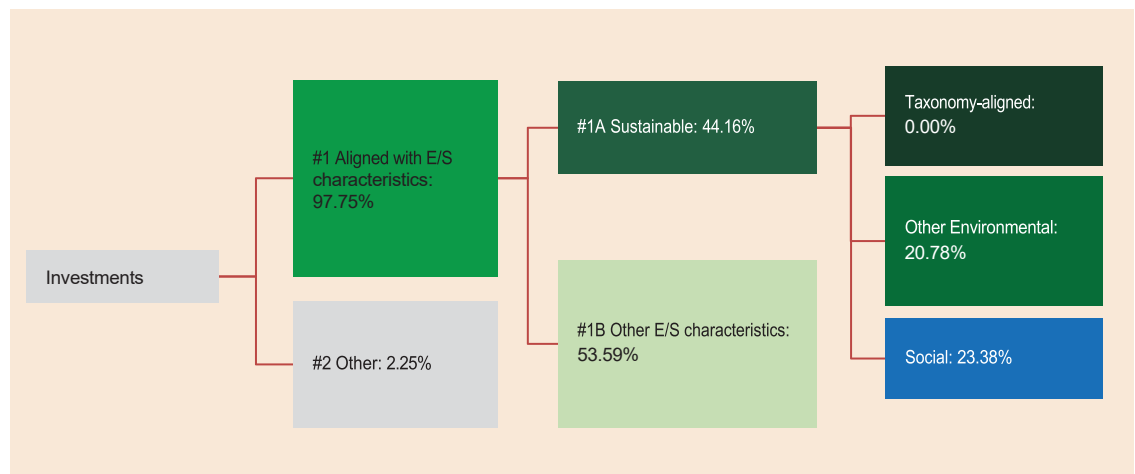 Investments
#1 Aligned with E/S
characteristics:
97.75%
#2 Other: 2.25%
#1A Sustainable: 44.16%
#1B Other E/S characteristics:
53.59%
Taxonomy-aligned:
0.00%
Other Environmental:
20.78%
Social: 23.38%